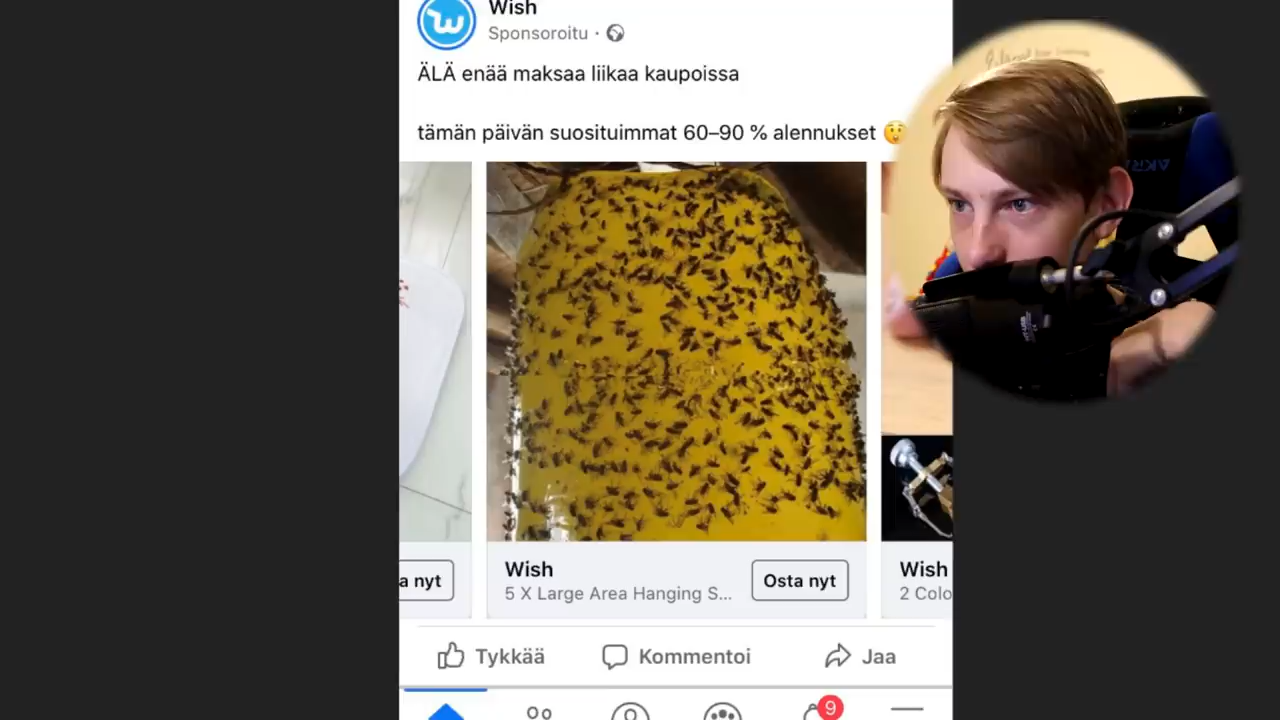 Wish
Sponsoroitu ·
ÄLÄ enää maksaa liikaa kaupoissa
tämän päivän suosituimmat 60–90 % alennukset
a nyt
Wish
5 X Large Area Hanging S...
Osta nyt
Wish
2 Colo
Tykkää
Kommentoi
Jaa
9